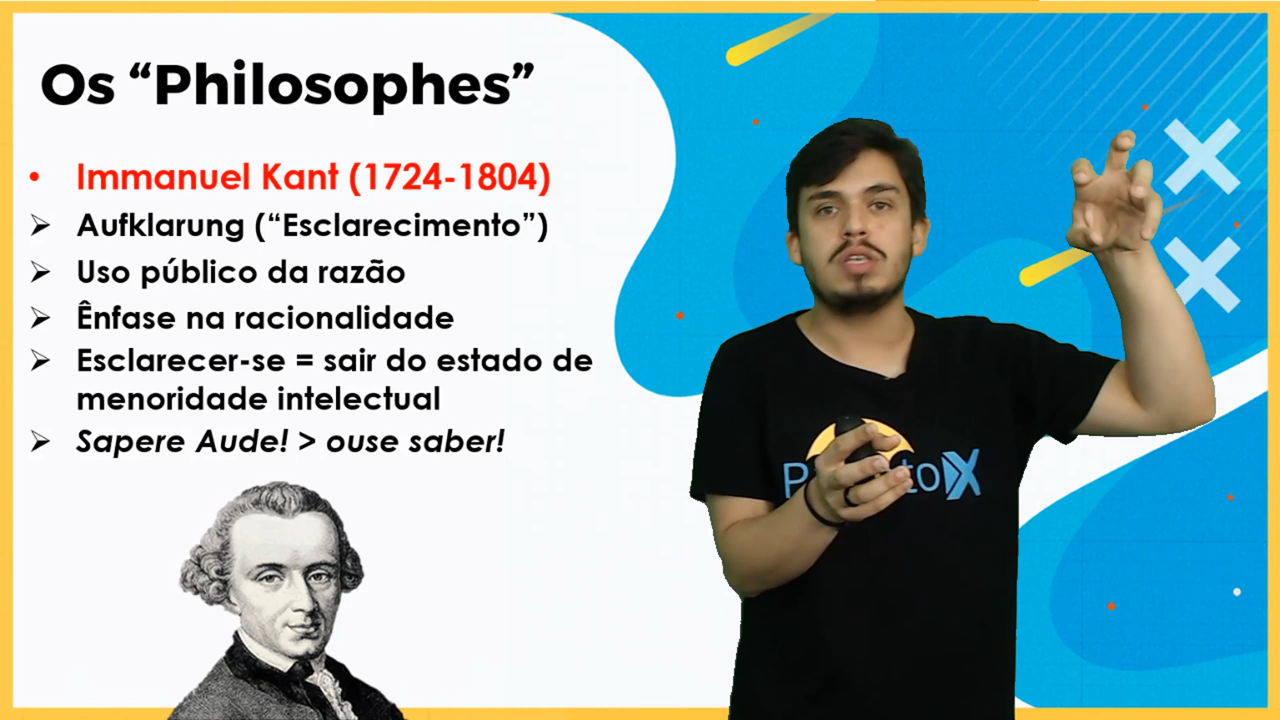 Os “Philosophes”
• Immanuel Kant (1724-1804)
➢ Aufklarung (“Esclarecimento”)
➢ Uso público da razão
➢ Ênfase na racionalidade
➢ Esclarecer-se = sair do estado de
menoridade intelectual
➢ Sapere Aude! > ouse saber!